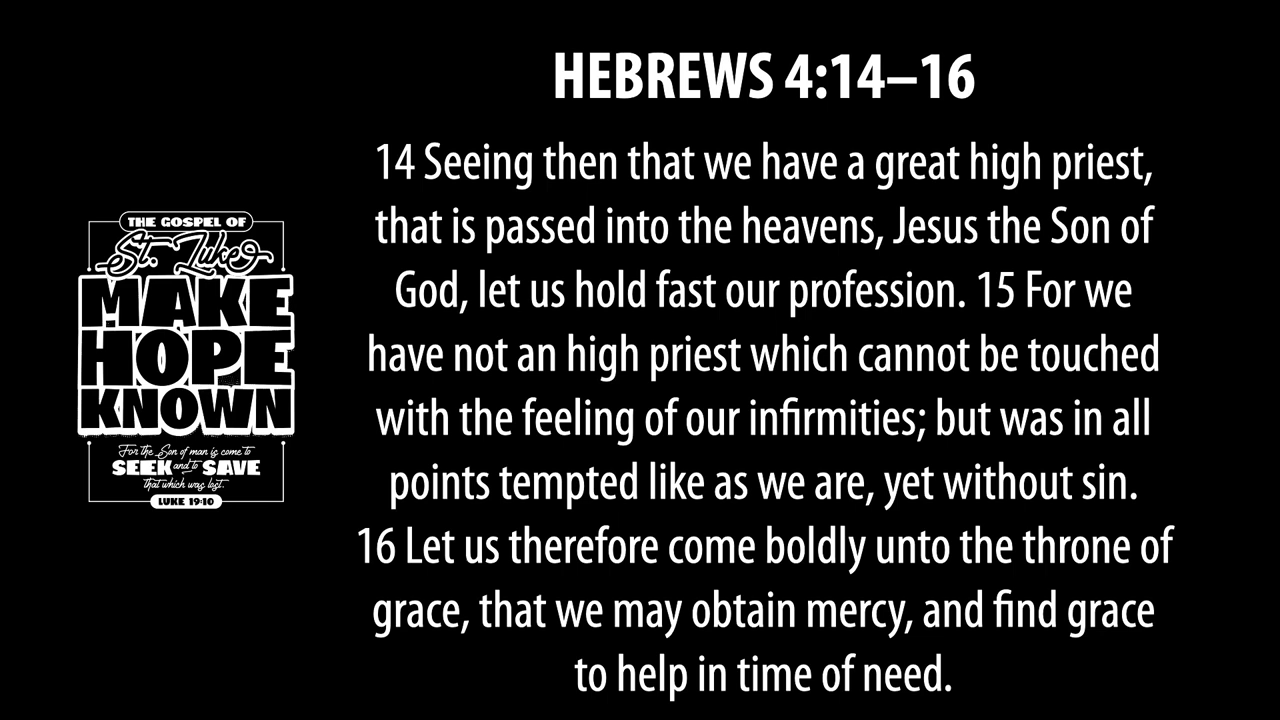 HEBREWS 4:14–16
14 Seeing then that we have a great high priest,
that is passed into the heavens, Jesus the Son of
God, let us hold fast our profession. 15 For we
have not an high priest which cannot be touched
with the feeling of our infirmities; but was in all
points tempted like as we are, yet without sin.
16 Let us therefore come boldly unto the throne of
grace, that we may obtain mercy, and find grace
to help in time of need.
THE GOSPEL OF
St. Luke
MAKE
HOPE
KNOWN
For the Son of man is come to
SEEK and to SAVE
that which was lost.
LUKE 19:10